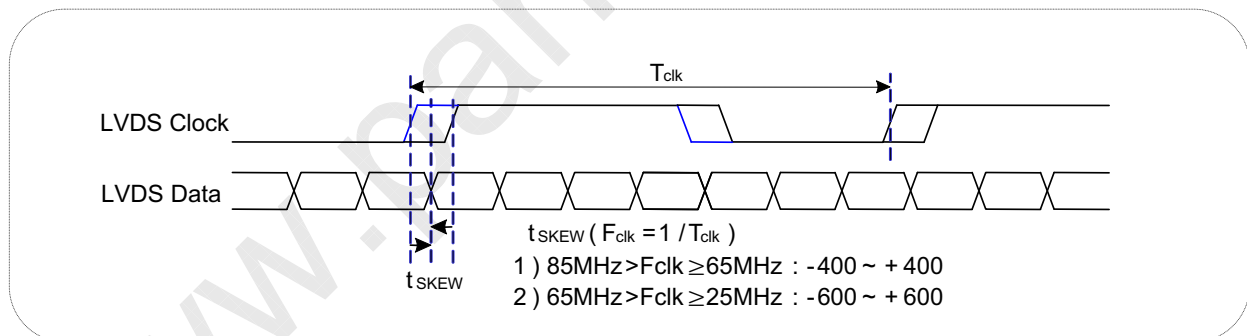 Tclk
LVDS Clock
LVDS Data
tSKEW ( Fclk = 1 / Tclk )
1 ) 85MHz>Fclk≥65MHz : -400 ~ + 400
2 ) 65MHz>Fclk≥25MHz : -600 ~ + 600
tSKEW